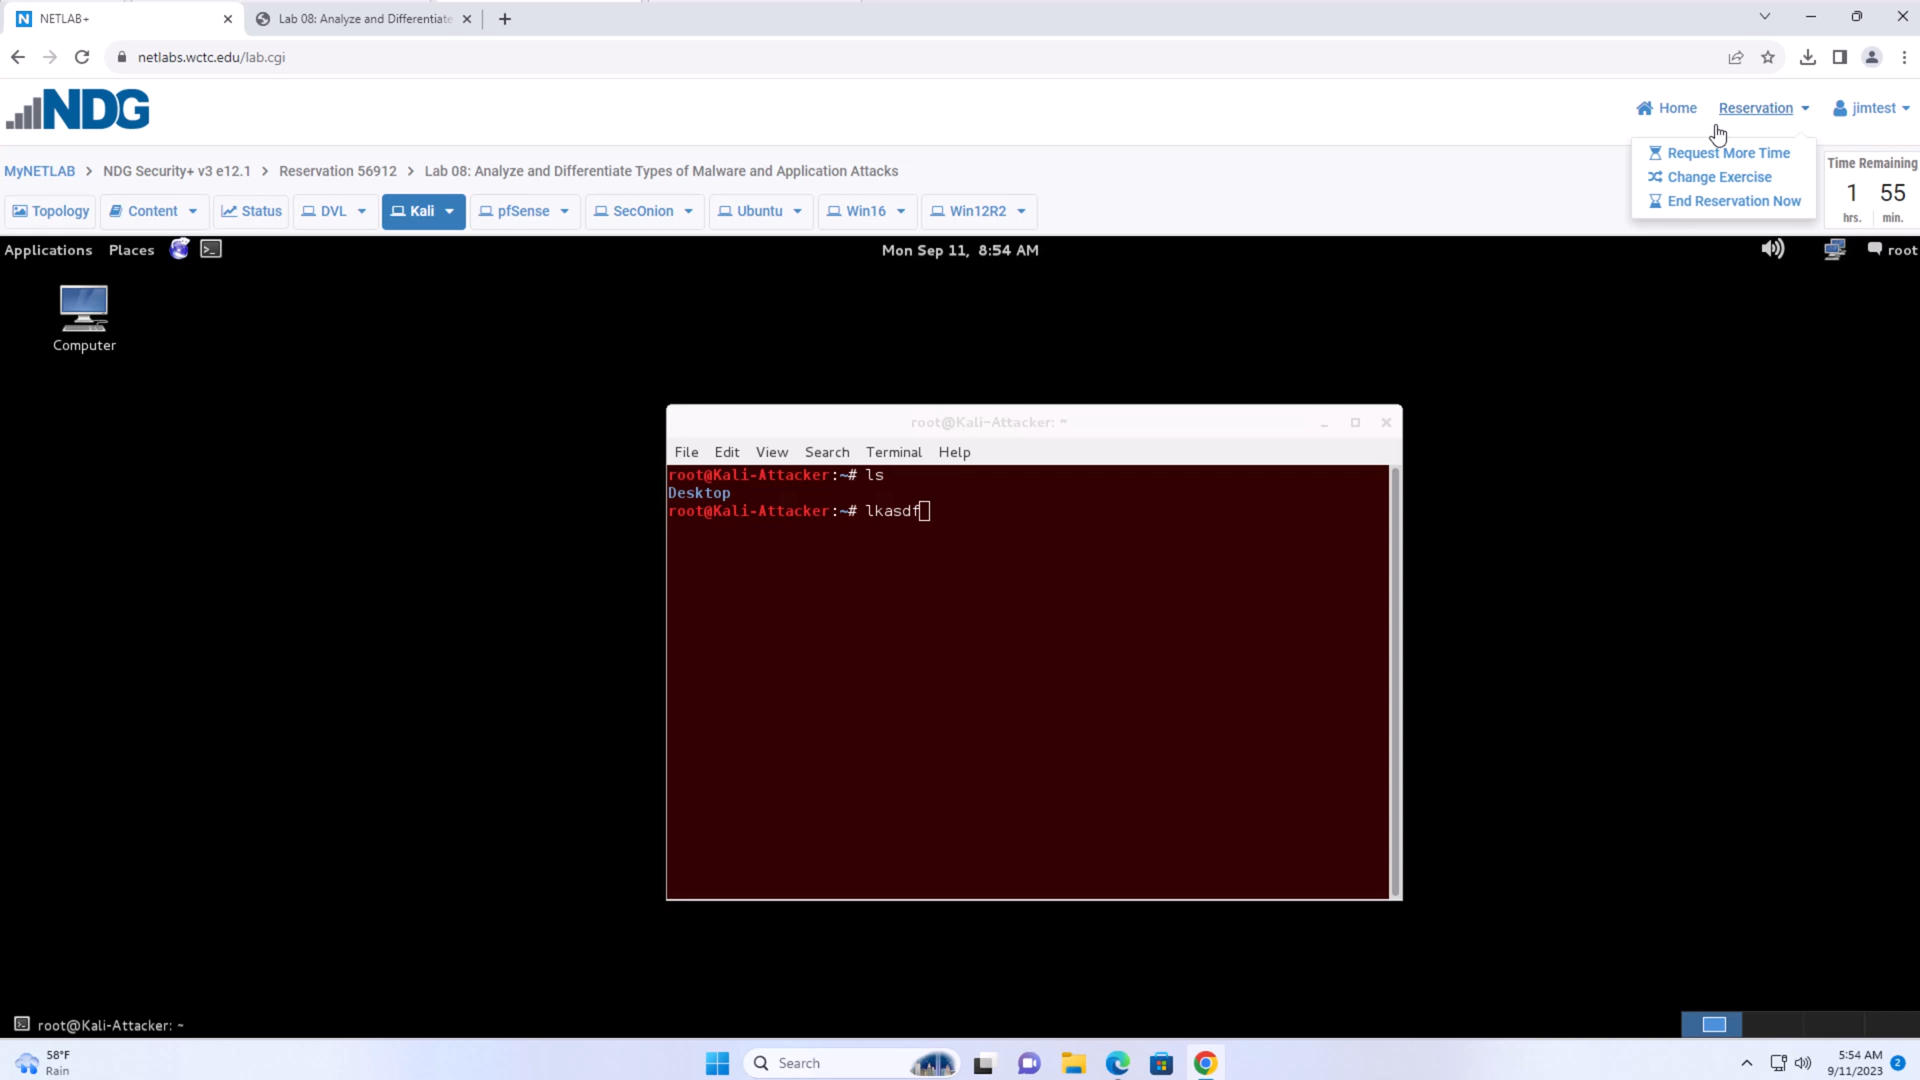 NETLAB+
Lab 08: Analyze and Differentiate
netlabs.wctc.edu/lab.cgi
NDG
Home
Reservation
jimtest
Request More Time
Change Exercise
End Reservation Now
Time Remaining
1 55
hrs. min.
MyNETLAB > NDG Security+ v3 e12.1 > Reservation 56912 > Lab 08: Analyze and Differentiate Types of Malware and Application Attacks
Topology Content Status DVL Kali pfSense SecOnion Ubuntu Win16 Win12R2
Applications Places
Mon Sep 11, 8:54 AM
root
Computer
root@Kali-Attacker: ~
File Edit View Search Terminal Help
root@Kali-Attacker:~# ls
Desktop
root@Kali-Attacker:~# lkasdf
root@Kali-Attacker: ~
58°F
Rain
Search
5:54 AM
9/11/2023
2